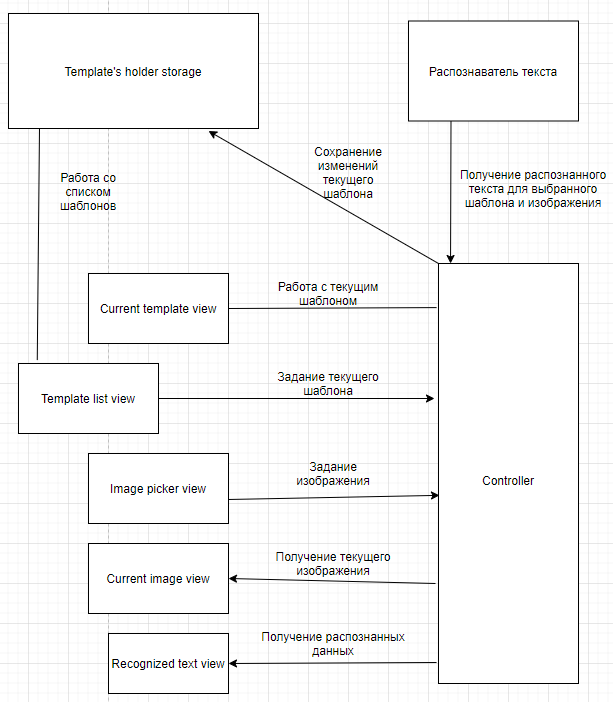 Template's holder storage
Распознаватель текста
Сохранение
изменений
текущего
шаблона
Работа со
списком
шаблонов
Получение распознанного
текста для выбранного
шаблона и изображения
Current template view
Работа с текущим
шаблоном
Template list view
Задание текущего
шаблона
Image picker view
Задание
изображения
Controller
Current image view
Получение текущего
изображения
Recognized text view
Получение распознанных
данных